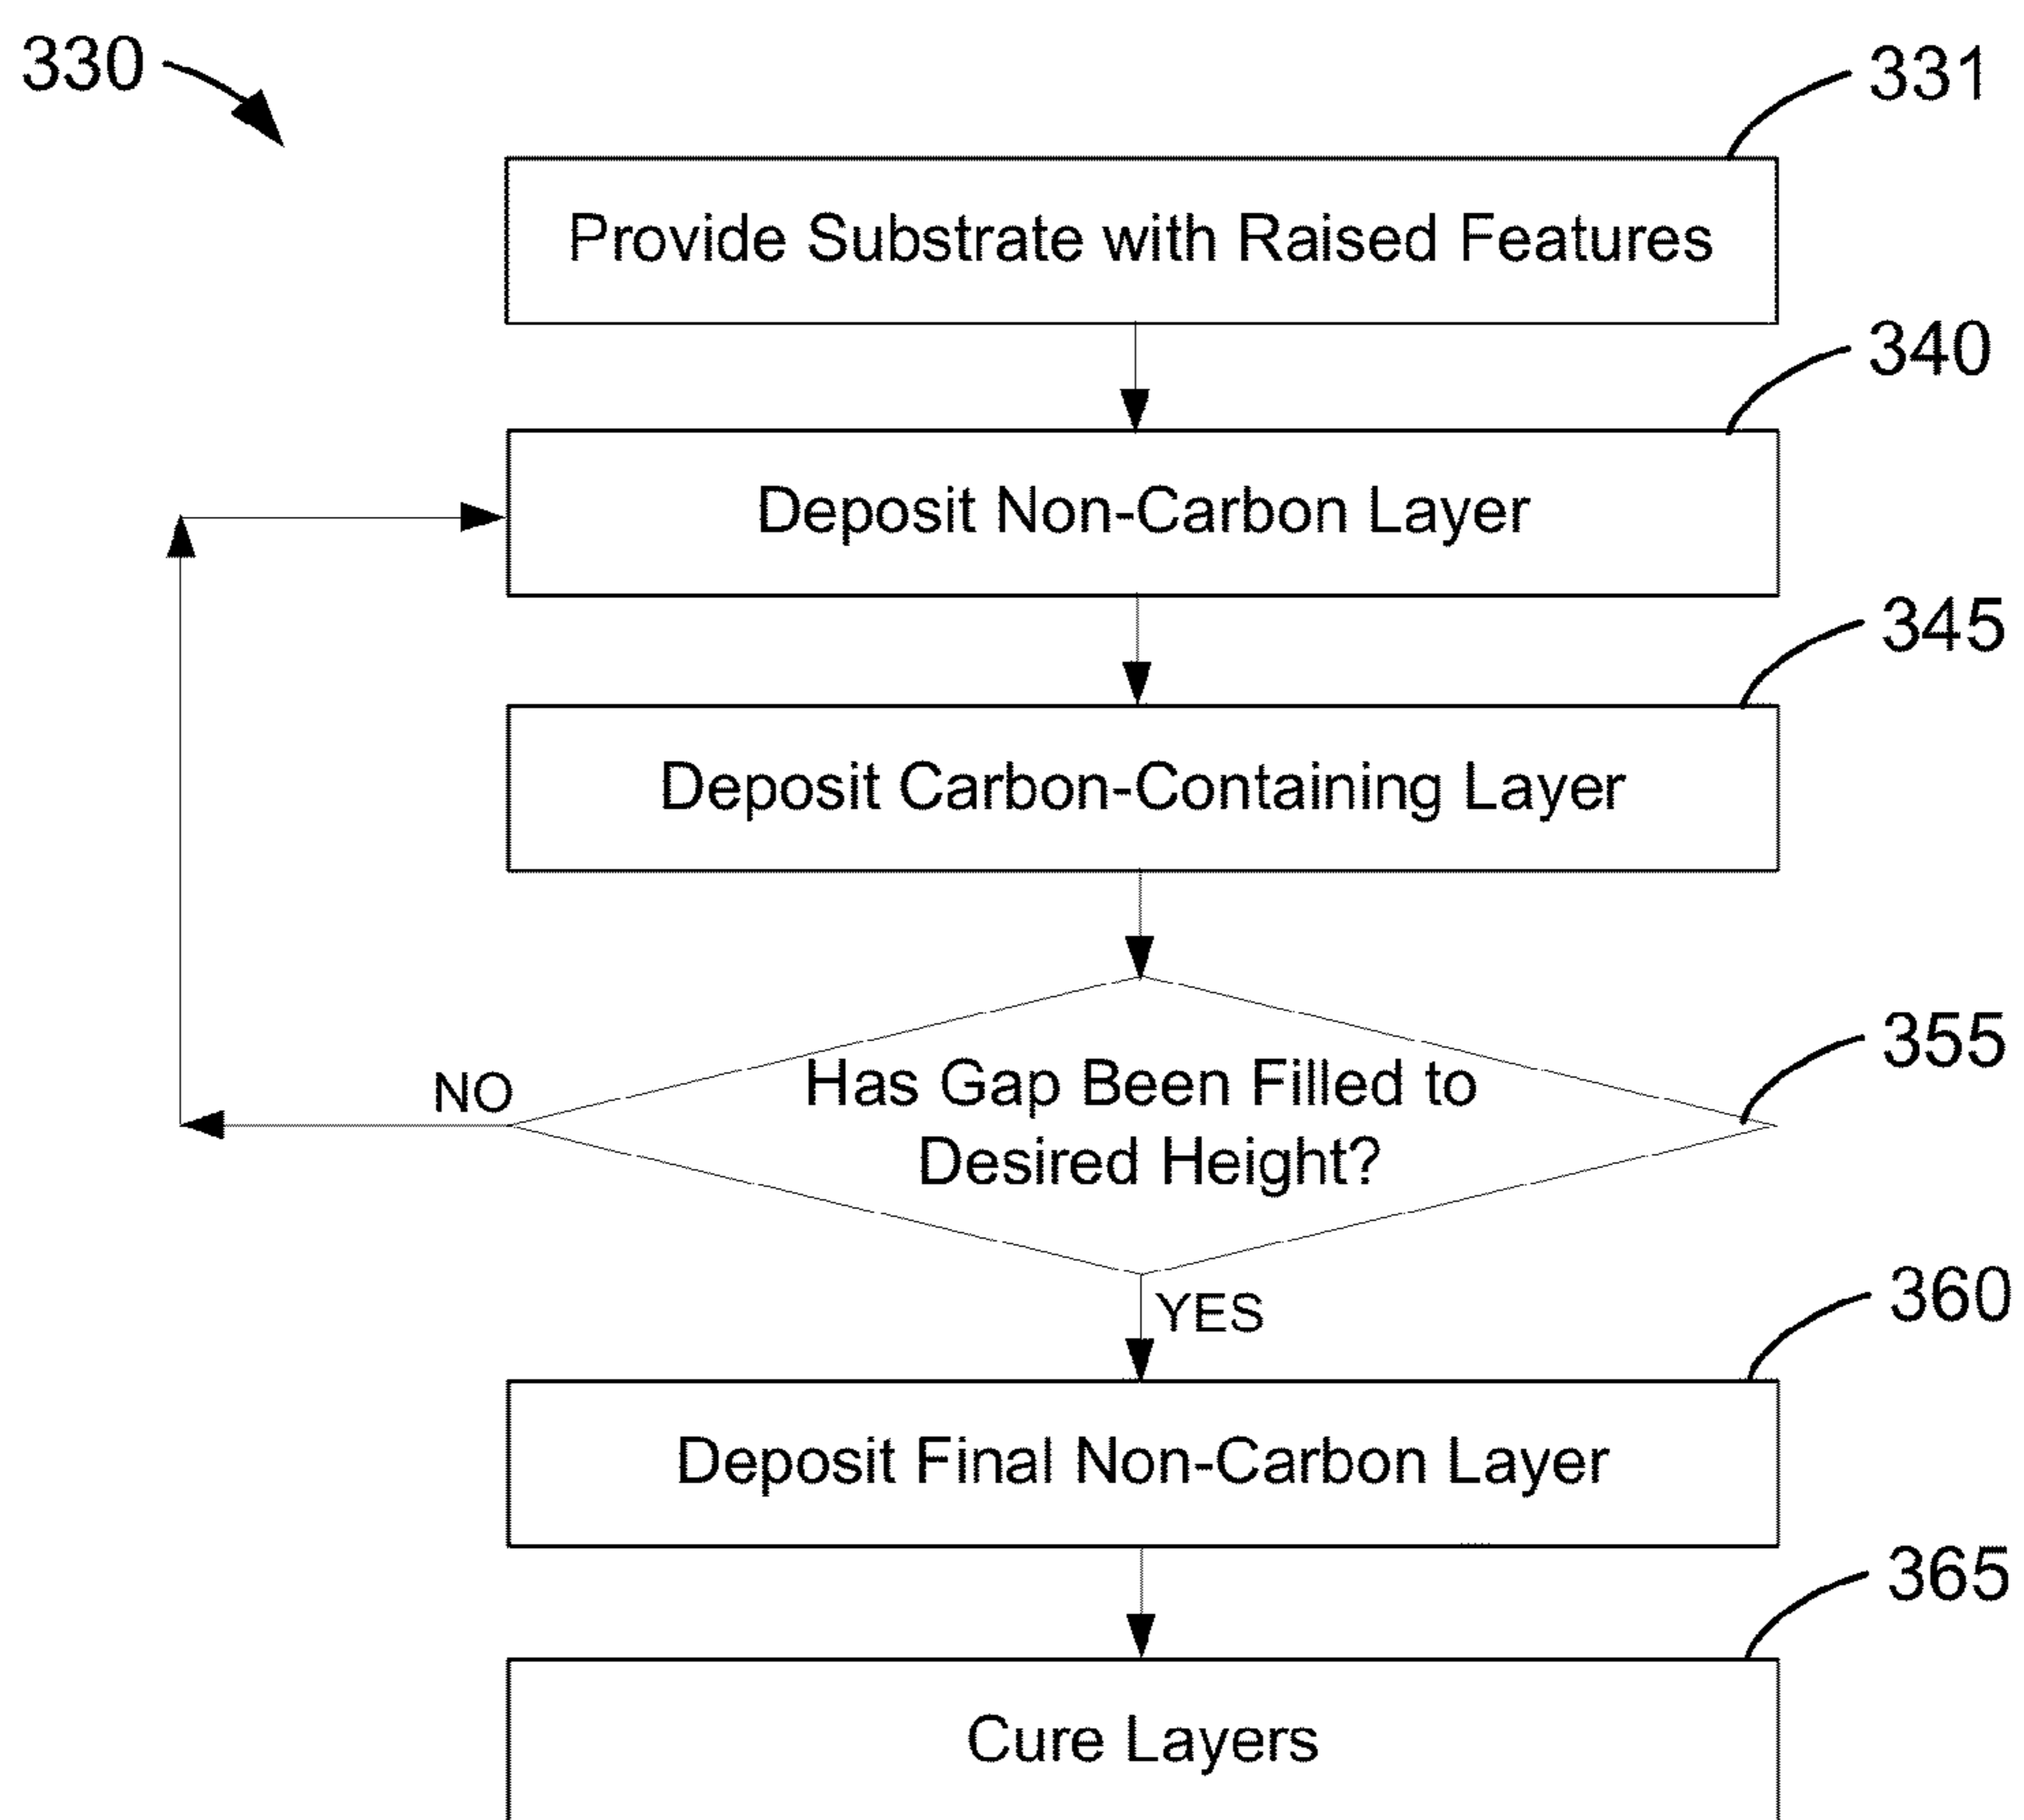 330
331
Provide Substrate with Raised Features
340
Deposit Non-Carbon Layer
345
Deposit Carbon-Containing Layer
355
NO
Has Gap Been Filled to
Desired Height?
YES
360
Deposit Final Non-Carbon Layer
365
Cure Layers